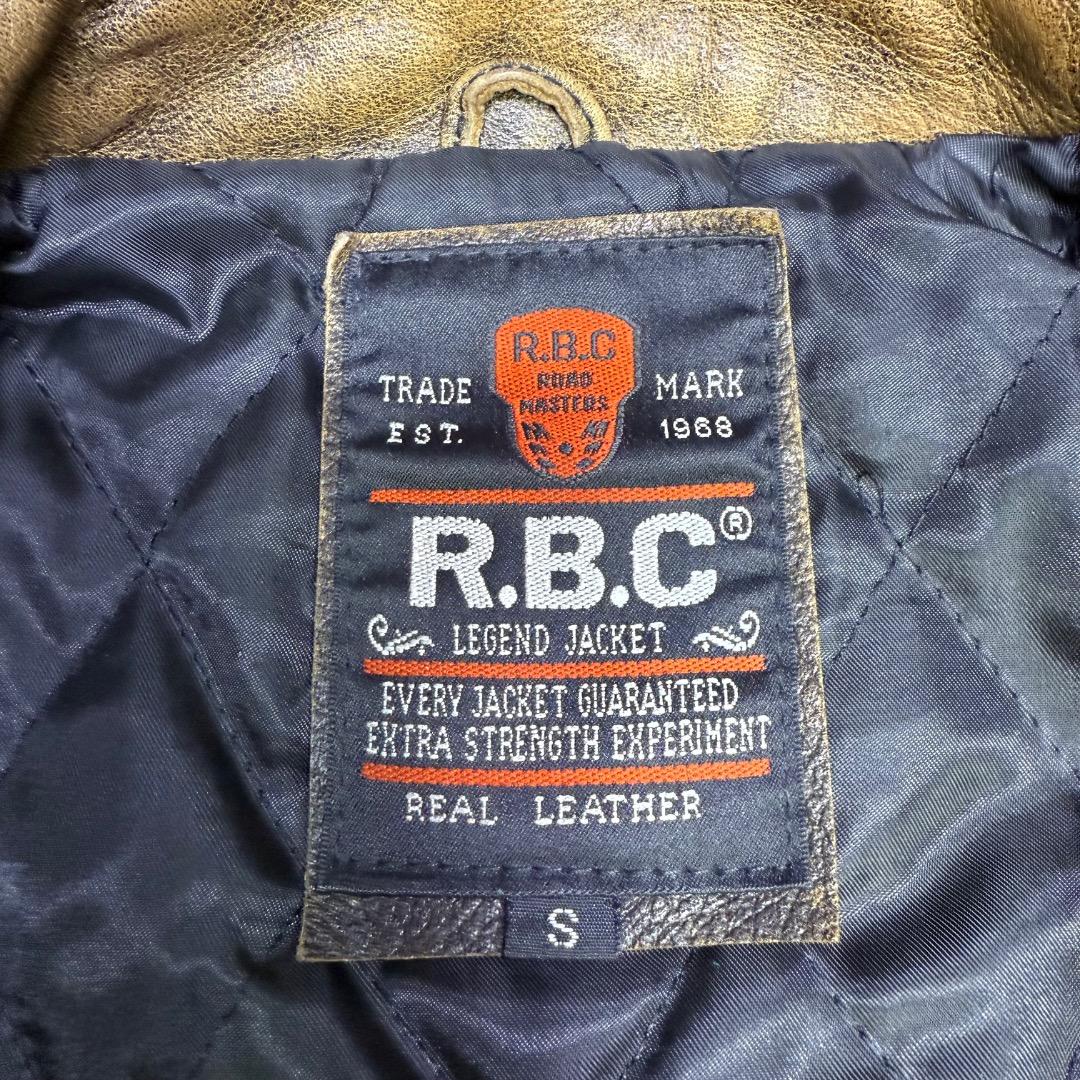 R.B.C
ROAD
MASTERS
TRADE MARK
EST. 1968
R.B.C®
LEGEND JACKET
EVERY JACKET GUARANTEED
EXTRA STRENGTH EXPERIMENT
REAL LEATHER
S